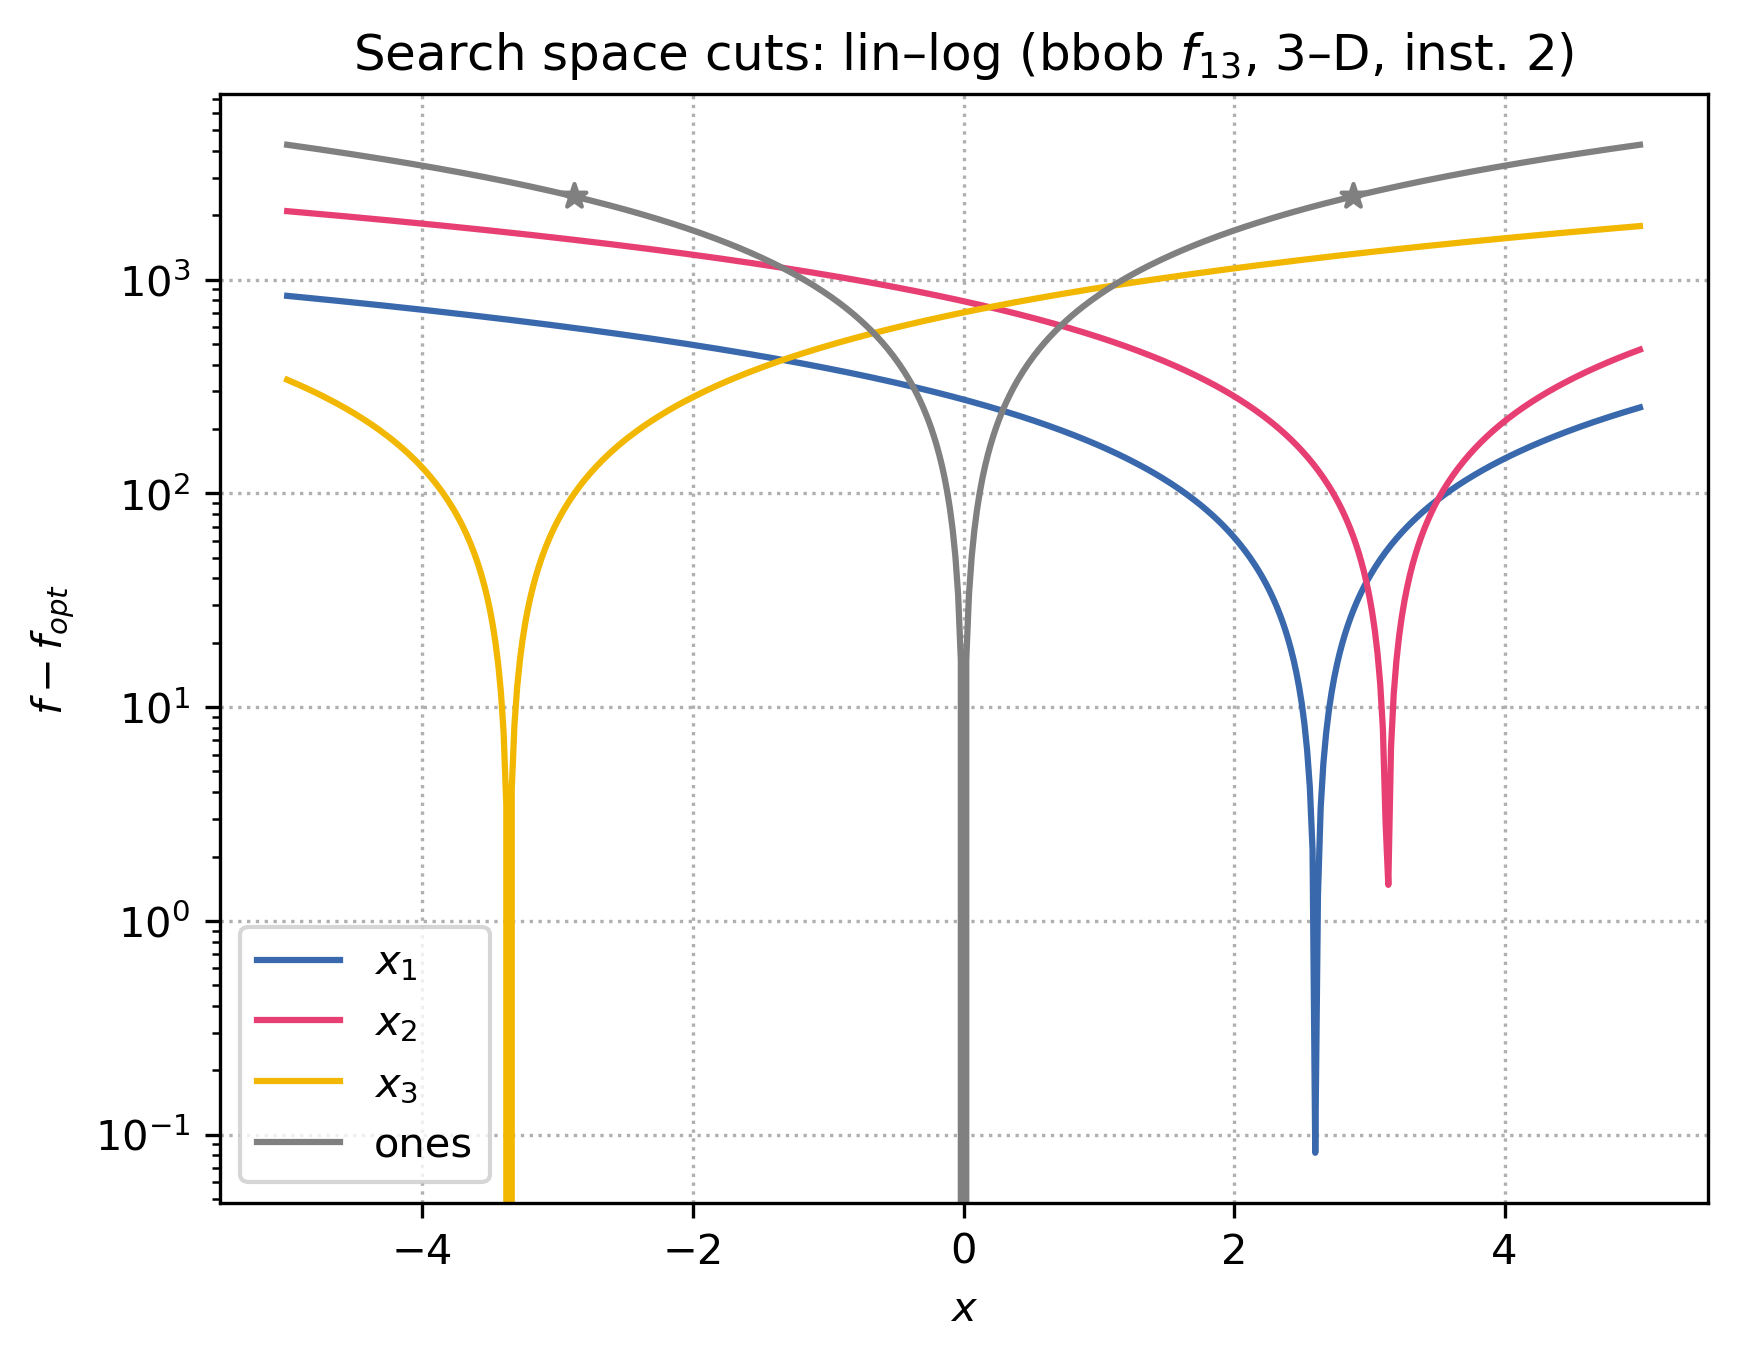 Search space cuts: lin–log (bbob f₁₃, 3–D, inst. 2)
f − fₒₚₜ
10³
10²
10¹
10⁰
10⁻¹
x₁
x₂
x₃
ones
−4 −2 0 2 4
x